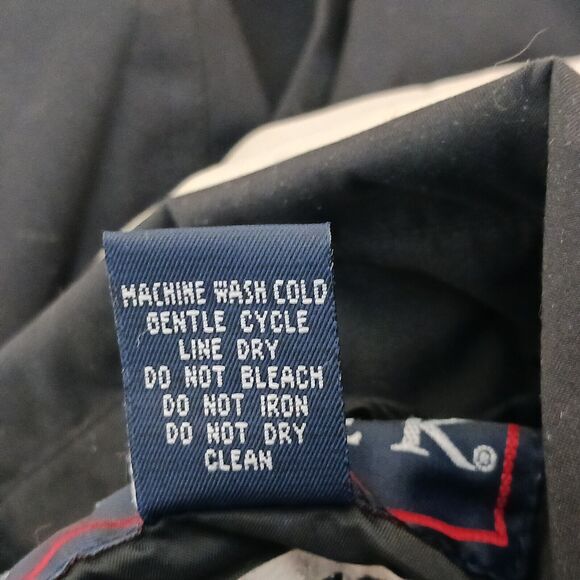 MACHINE WASH COLD
GENTLE CYCLE
LINE DRY
DO NOT BLEACH
DO NOT IRON
DO NOT DRY
CLEAN
K®